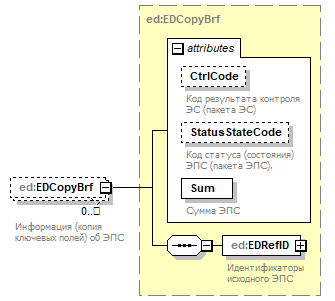 ed:EDCopyBrf
attributes
CtrlCode
Код результата контроля
ЭС (пакета ЭС)
StatusStateCode
Код статуса (состояния)
ЭПС (пакета ЭПС).
Sum
Сумма ЭПС
ed:EDCopyBrf
0..□
Информация (копия
ключевых полей) об ЭПС
ed:EDRefID
Идентификаторы
исходного ЭПС